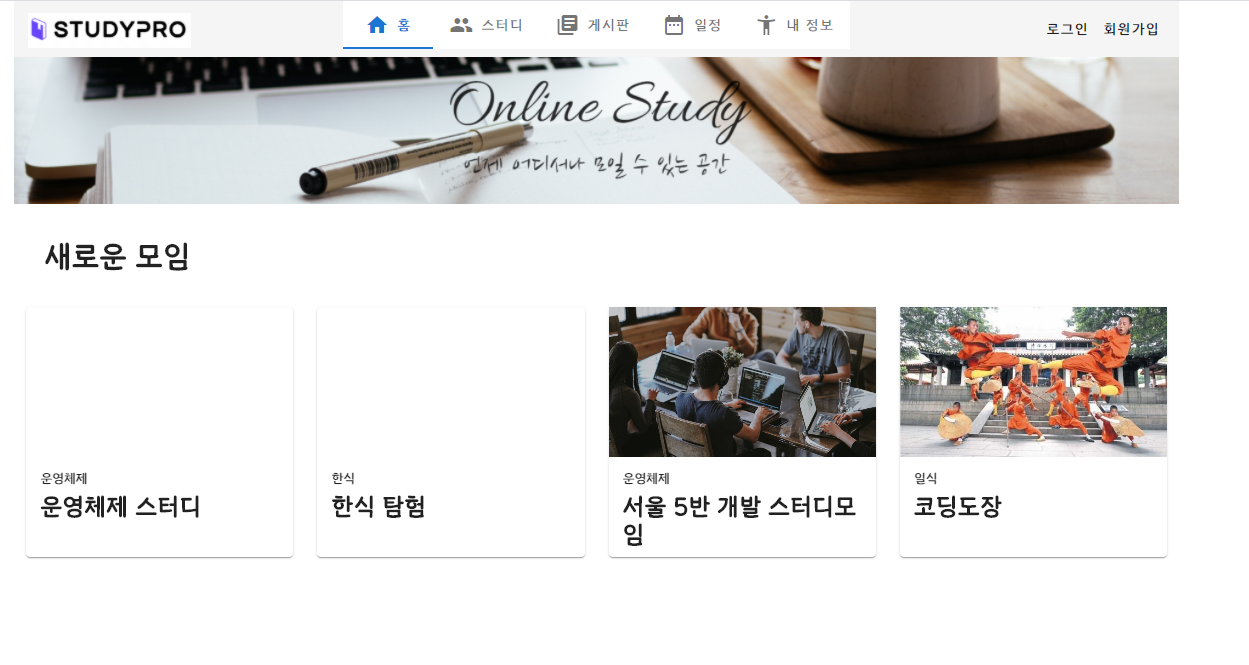 STUDYPRO
홈
스터디
게시판
일정
내 정보
로그인
회원가입
Online Study
언제 어디서나 모일 수 있는 공간
새로운 모임
운영체제
운영체제 스터디
한식
한식 탐험
운영체제
서울 5반 개발 스터디모
임
일식
코딩도장